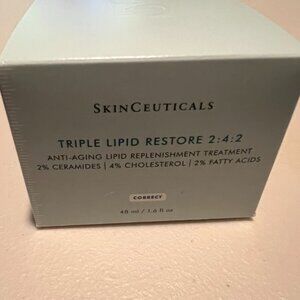 SKINCEUTICALS
TRIPLE LIPID RESTORE 2:4:2
ANTI-AGING LIPID REPLENISHMENT TREATMENT
2% CERAMIDES | 4% CHOLESTEROL | 2% FATTY ACIDS
CORRECT
48 ml / 1.6 fl oz